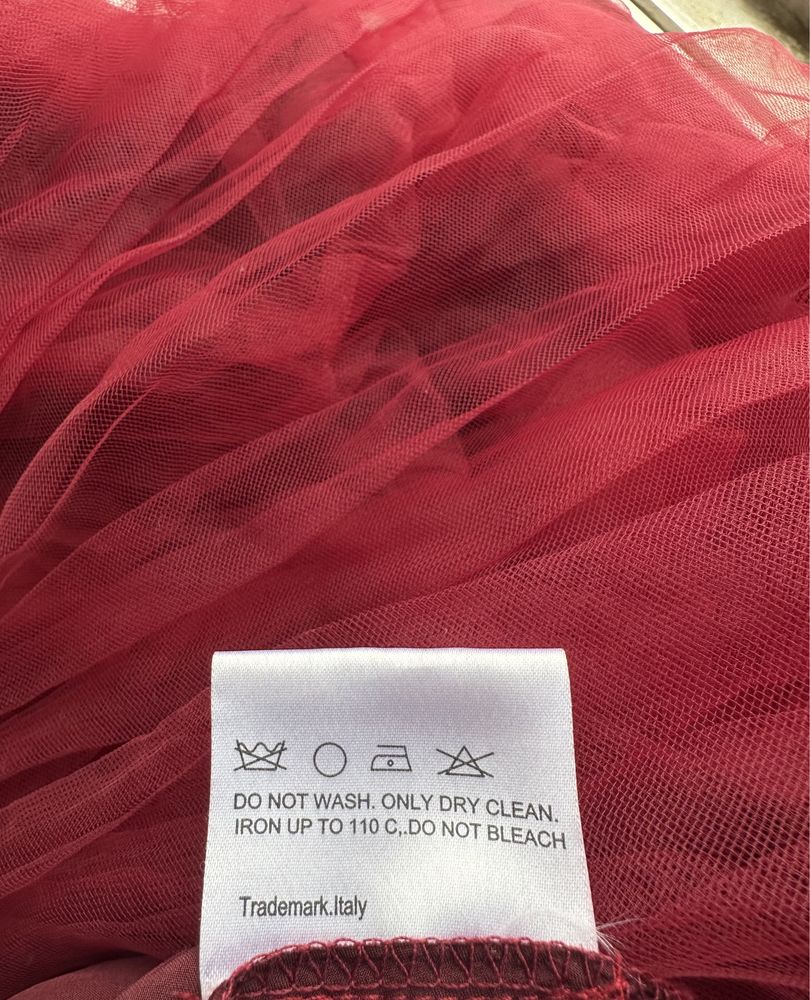 DO NOT WASH. ONLY DRY CLEAN.
IRON UP TO 110 C,.DO NOT BLEACH
Trademark.Italy